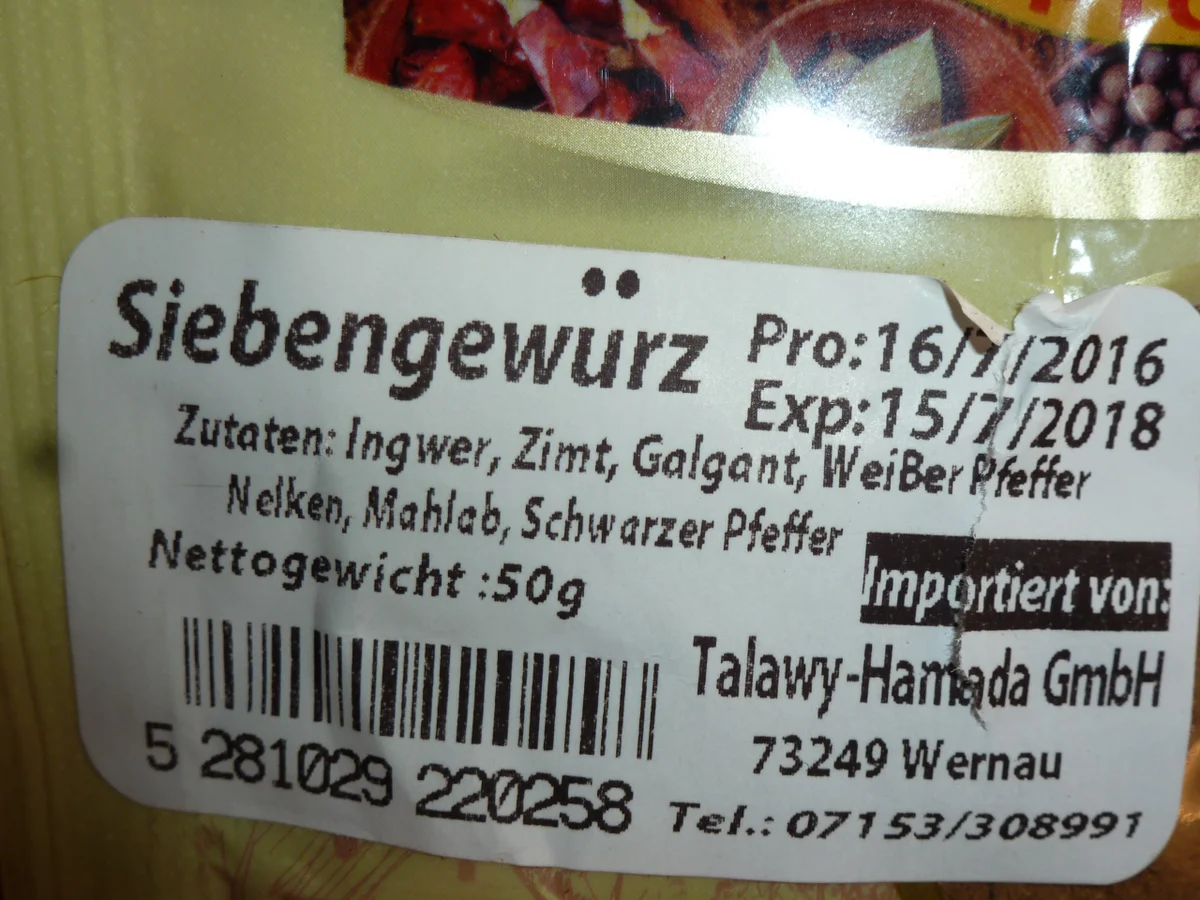 Siebengewürz
Pro:16/7/2016
Exp:15/7/2018
Zutaten: Ingwer, Zimt, Galgant, Weißer Pfeffer
Nelken, Mahlab, Schwarzer Pfeffer
Nettogewicht :50g
Importiert von:
Talawy-Hamada GmbH
73249 Wernau
Tel.: 07153/308991
5 281029 220258